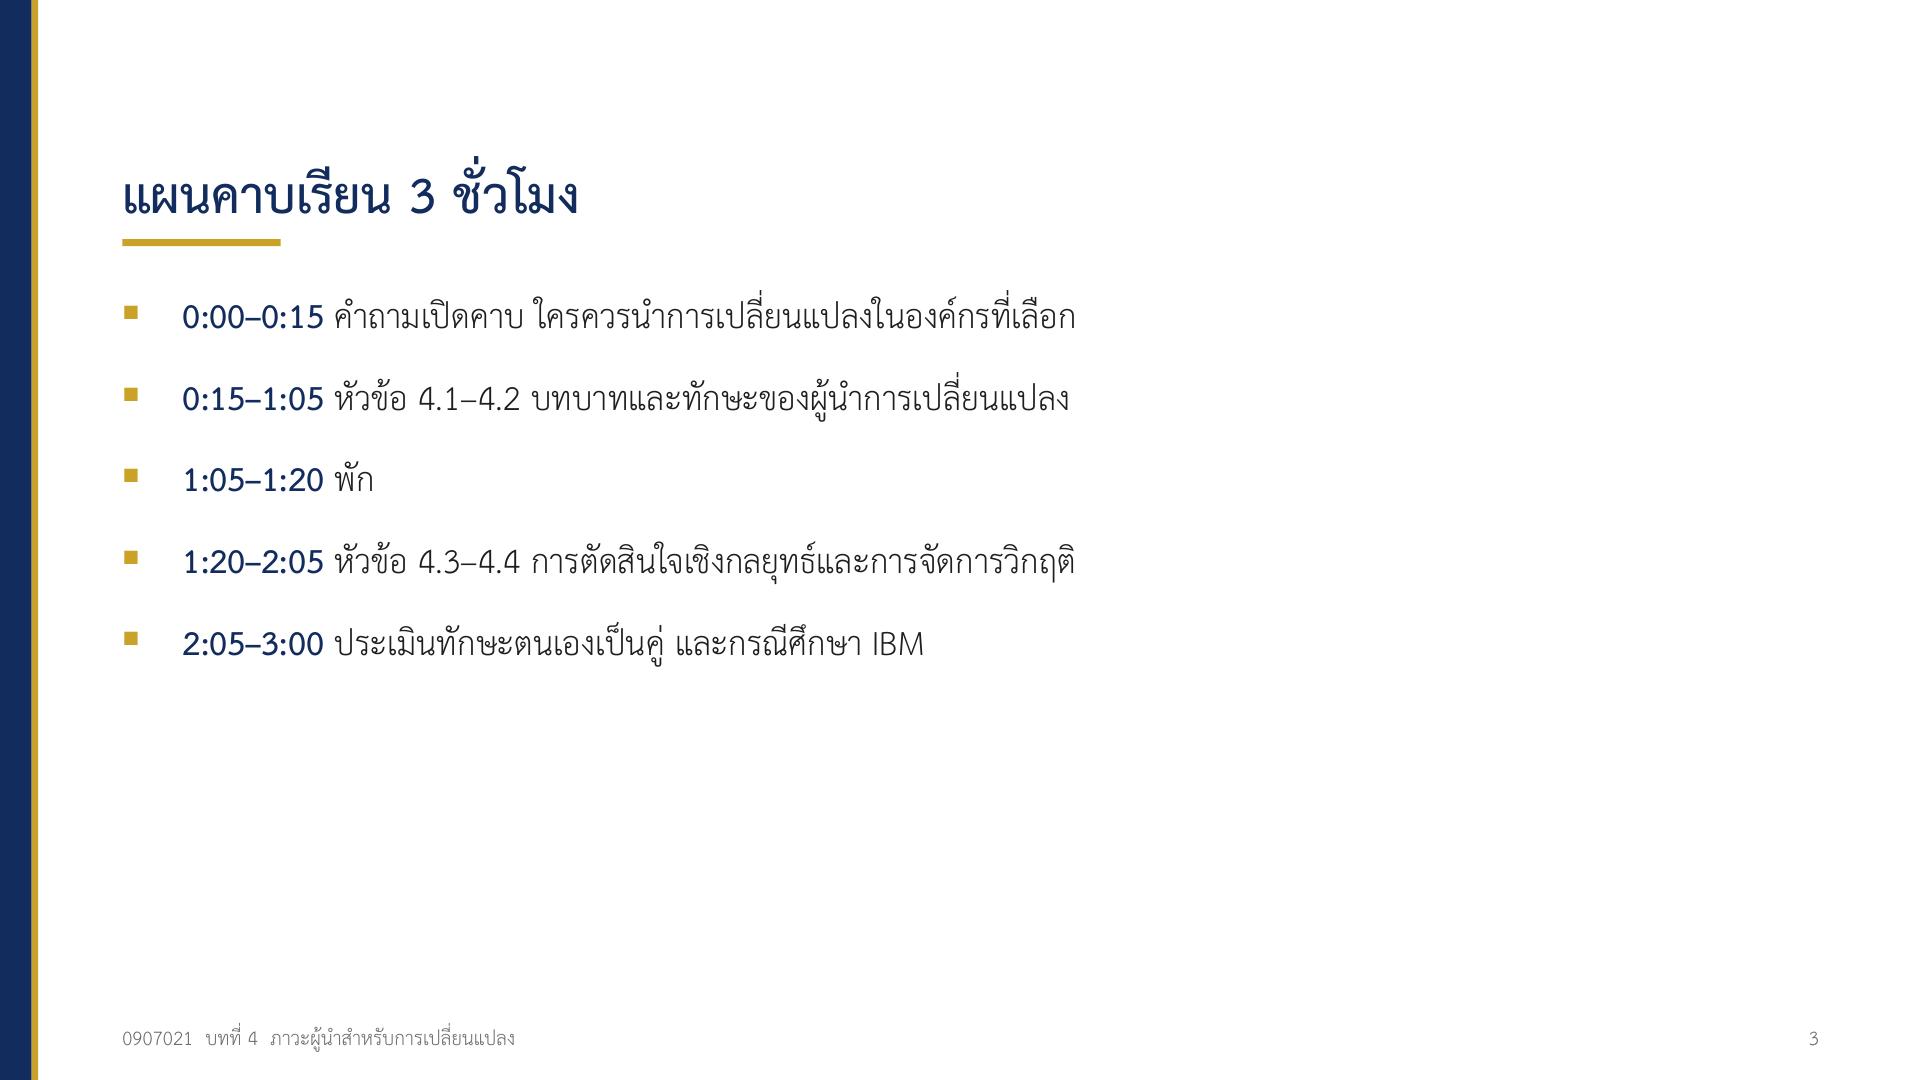 แผนคาบเรียน 3 ชั่วโมง
0:00–0:15 คำถามเปิดคาบ ใครควรนำการเปลี่ยนแปลงในองค์กรที่เลือก
0:15–1:05 หัวข้อ 4.1–4.2 บทบาทและทักษะของผู้นำการเปลี่ยนแปลง
1:05–1:20 พัก
1:20–2:05 หัวข้อ 4.3–4.4 การตัดสินใจเชิงกลยุทธ์และการจัดการวิกฤติ
2:05–3:00 ประเมินทักษะตนเองเป็นคู่ และกรณีศึกษา IBM
0907021 บทที่ 4 ภาวะผู้นำสำหรับการเปลี่ยนแปลง
3